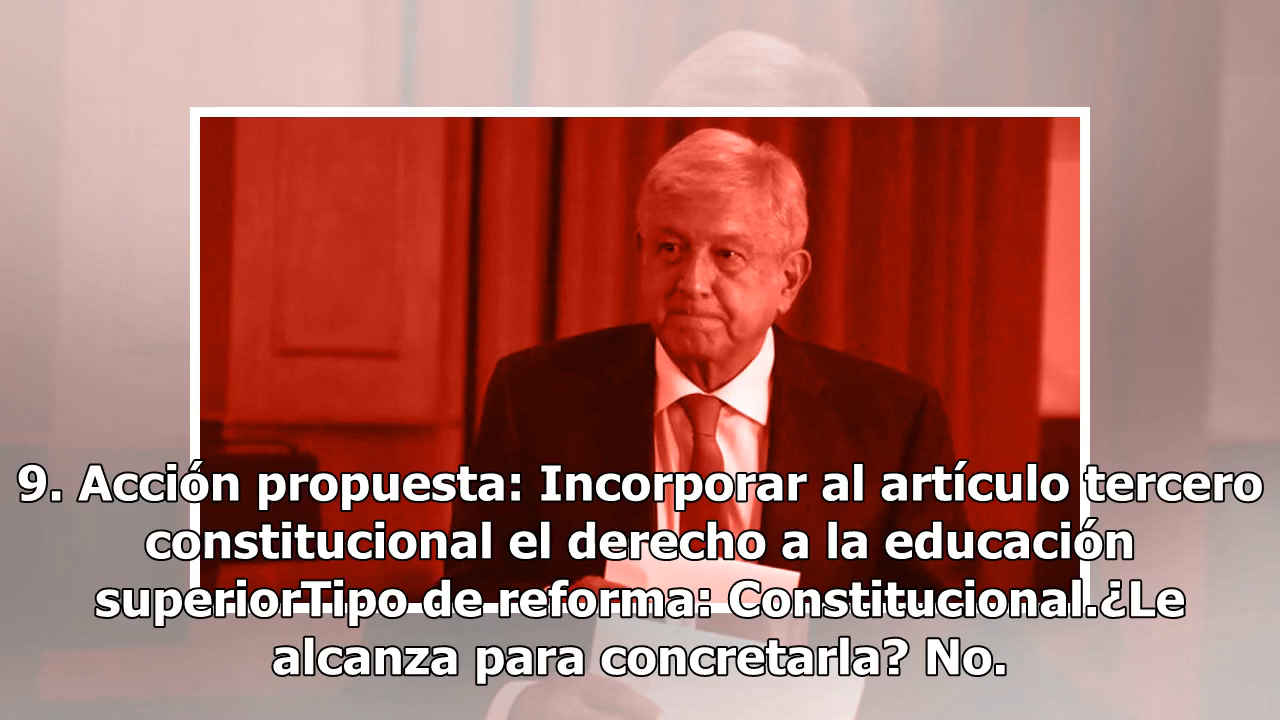 9. Acción propuesta: Incorporar al artículo tercero
constitucional el derecho a la educación
superiorTipo de reforma: Constitucional.¿Le
alcanza para concretarla? No.